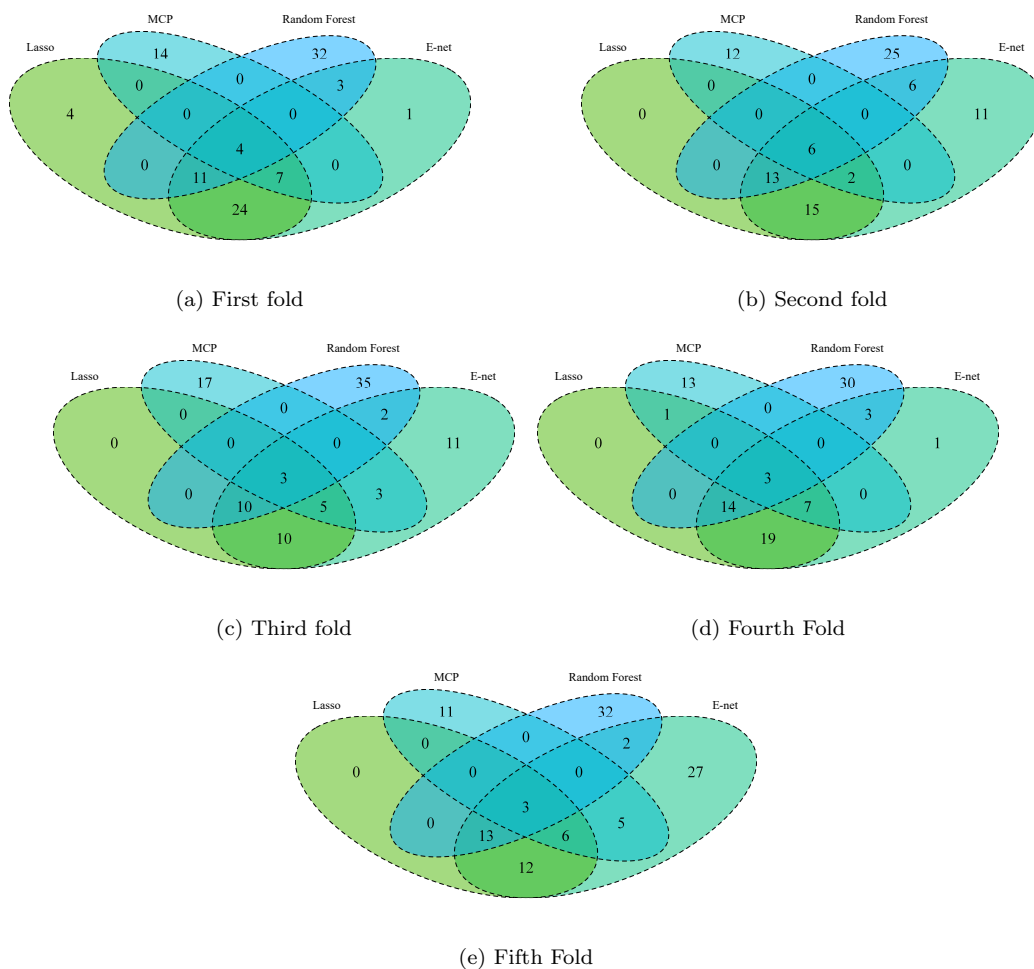 MCP Random Forest
Lasso E-net
14 32
0 0 3
4 0 0 1
4
0 11 7 0
24
(a) First fold
MCP Random Forest
Lasso E-net
12 25
0 0 6
0 0 0 11
6
0 13 2 0
15
(b) Second fold
MCP Random Forest
Lasso E-net
17 35
0 0 2
0 0 0 11
3
0 10 5 3
10
(c) Third fold
MCP Random Forest
Lasso E-net
13 30
1 0 3
0 0 0 1
3
0 14 7 0
19
(d) Fourth Fold
MCP Random Forest
Lasso E-net
11 32
0 0 2
0 0 0 27
3
0 13 6 5
12
(e) Fifth Fold